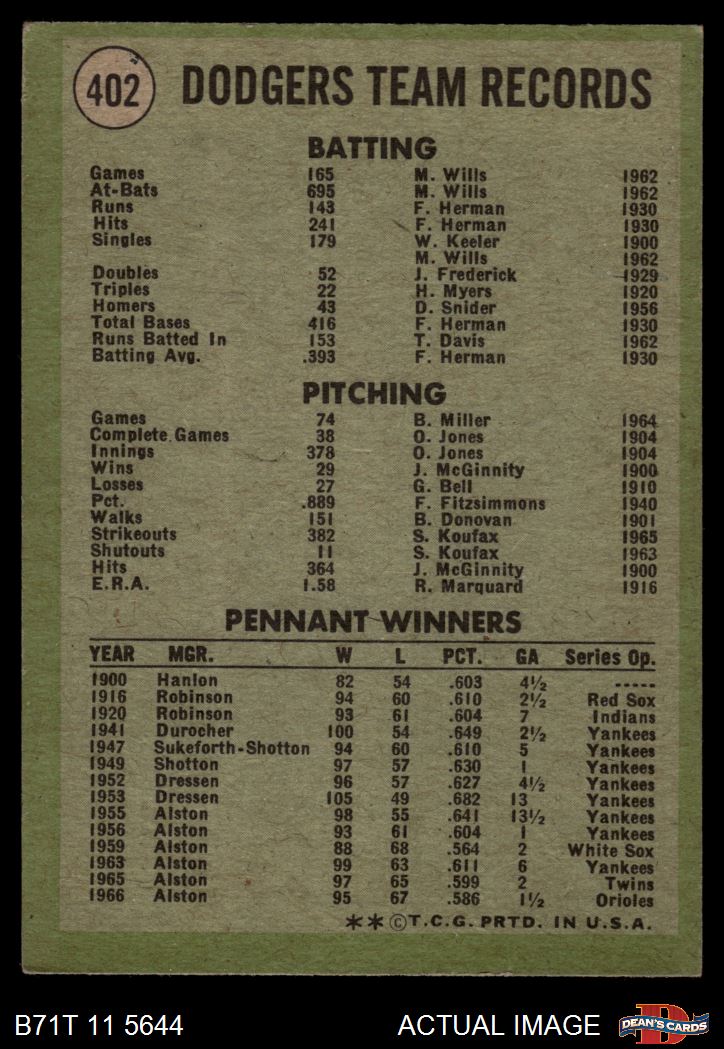 402 DODGERS TEAM RECORDS
BATTING
Games 165 M. Wills 1962
At-Bats 695 M. Wills 1962
Runs 143 F. Herman 1930
Hits 241 F. Herman 1930
Singles 179 W. Keeler 1900
M. Wills 1962
Doubles 52 J. Frederick 1929
Triples 22 H. Myers 1920
Homers 43 D. Snider 1956
Total Bases 416 F. Herman 1930
Runs Batted In 153 T. Davis 1962
Batting Avg. .393 F. Herman 1930
PITCHING
Games 74 B. Miller 1964
Complete Games 38 O. Jones 1904
Innings 378 O. Jones 1904
Wins 29 J. McGinnity 1900
Losses 27 G. Bell 1910
Pct. .889 F. Fitzsimmons 1940
Walks 151 B. Donovan 1901
Strikeouts 382 S. Koufax 1965
Shutouts 11 S. Koufax 1963
Hits 364 J. McGinnity 1900
E.R.A. 1.58 R. Marquard 1916
PENNANT WINNERS
YEAR MGR. W L PCT. GA Series Op.
1900 Hanlon 82 54 .603 4½ -----
1916 Robinson 94 60 .610 2½ Red Sox
1920 Robinson 93 61 .604 7 Indians
1941 Durocher 100 54 .649 2½ Yankees
1947 Sukeforth-Shotton 94 60 .610 5 Yankees
1949 Shotton 97 57 .630 1 Yankees
1952 Dressen 96 57 .627 4½ Yankees
1953 Dressen 105 49 .682 13 Yankees
1955 Alston 98 55 .641 13½ Yankees
1956 Alston 93 61 .604 1 Yankees
1959 Alston 88 68 .564 2 White Sox
1963 Alston 99 63 .611 6 Yankees
1965 Alston 97 65 .599 2 Twins
1966 Alston 95 67 .586 1½ Orioles
**©T.C.G. PRTD. IN U.S.A.
B71T 11 5644 ACTUAL IMAGE D DEAN'S CARDS